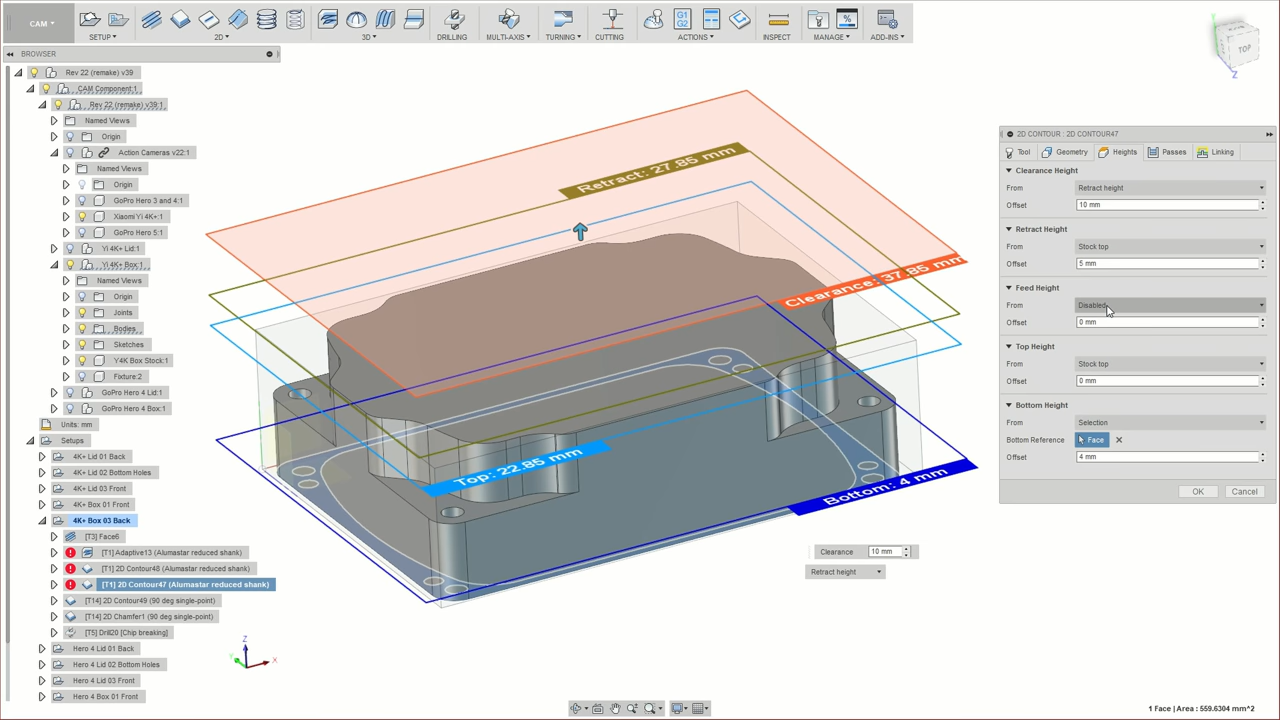 CAM
SETUP
2D
3D
DRILLING
MULTI-AXIS
TURNING
CUTTING
G1
G2
ACTIONS
INSPECT
MANAGE
ADD-INS
BROWSER
Rev 22 (remake) v39
CAM Component:1
Rev 22 (remake) v39:1
Named Views
Origin
Action Cameras v22:1
Named Views
Origin
GoPro Hero 3 and 4:1
Xiaomi Yi 4K+:1
GoPro Hero 5:1
Yi 4K+ Lid:1
Yi 4K+ Box:1
Named Views
Origin
Joints
Bodies
Sketches
Y4K Box Stock:1
Fixture:2
GoPro Hero 4 Lid:1
GoPro Hero 4 Box:1
Units: mm
Setups
4K+ Lid 01 Back
4K+ Lid 02 Bottom Holes
4K+ Lid 03 Front
4K+ Box 01 Front
4K+ Box 03 Back
[T3] Face6
[T1] Adaptive13 (Alumastar reduced shank)
[T1] 2D Contour48 (Alumastar reduced shank)
[T1] 2D Contour47 (Alumastar reduced shank)
[T14] 2D Contour49 (90 deg single-point)
[T14] 2D Chamfer1 (90 deg single-point)
[T5] Drill20 [Chip breaking]
Hero 4 Lid 01 Back
Hero 4 Lid 02 Bottom Holes
Hero 4 Lid 03 Front
Hero 4 Box 01 Front
Retract: 27.85 mm
Clearance: 37.85 mm
Top: 22.85 mm
Bottom: 4 mm
Clearance 10 mm
Retract height
Z
X
Y
TOP
Z
2D CONTOUR : 2D CONTOUR47
Tool Geometry Heights Passes Linking
Clearance Height
From Retract height
Offset 10 mm
Retract Height
From Stock top
Offset 5 mm
Feed Height
From Disabled
Offset 0 mm
Top Height
From Stock top
Offset 0 mm
Bottom Height
From Selection
Bottom Reference Face
Offset 4 mm
OK Cancel
1 Face | Area : 559.6304 mm^2